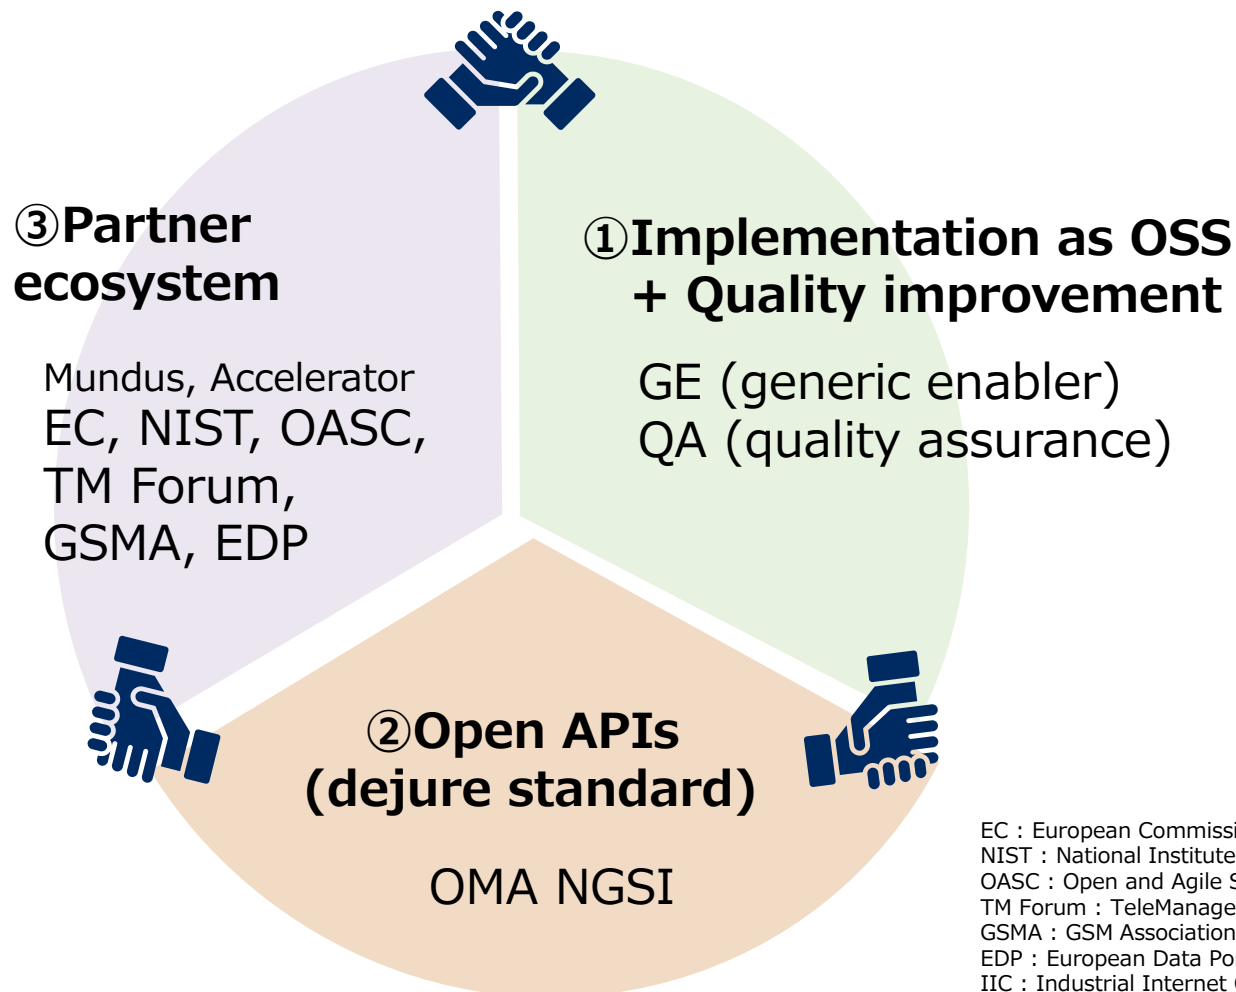 ③Partner
ecosystem
Mundus, Accelerator
EC, NIST, OASC,
TM Forum,
GSMA, EDP
①Implementation as OSS
+ Quality improvement
GE (generic enabler)
QA (quality assurance)
②Open APIs
(dejure standard)
OMA NGSI
EC : European Commissi
NIST : National Institute
OASC : Open and Agile S
TM Forum : TeleManage
GSMA : GSM Association
EDP : European Data Po
IIC : Industrial Internet